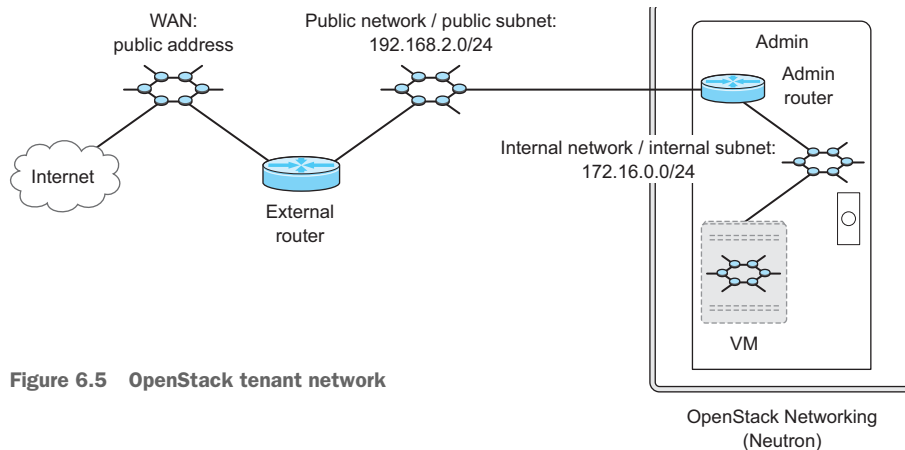 WAN:
public address
Public network / public subnet:
192.168.2.0/24
Admin
Admin
router
Internal network / internal subnet:
172.16.0.0/24
Internet
External
router
VM
Figure 6.5 OpenStack tenant network
OpenStack Networking
(Neutron)